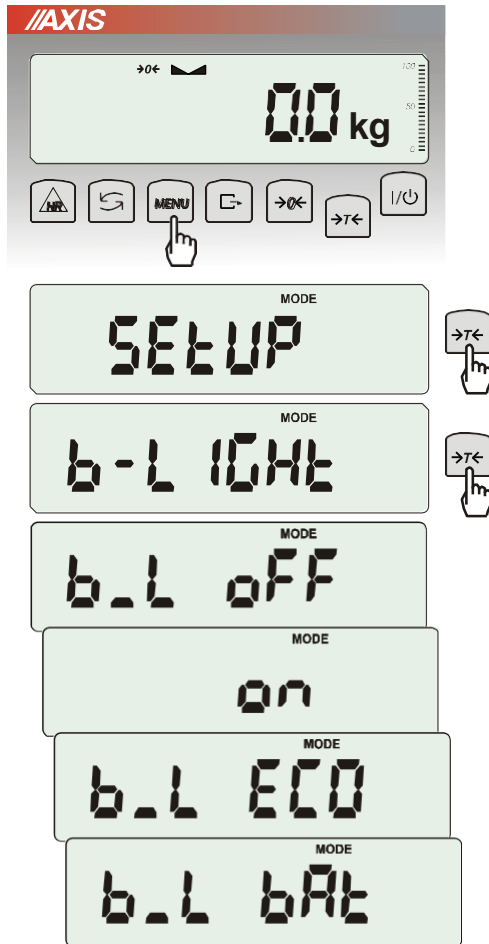 //AXIS
→0← 100
50
0.0 kg
0
HR MENU →0← →T← I/⏻
MODE
SEtUP
→T←
MODE
b-LIGHt
→T←
MODE
b_L oFF
MODE
on
MODE
b_L ECO
MODE
b_L bAt